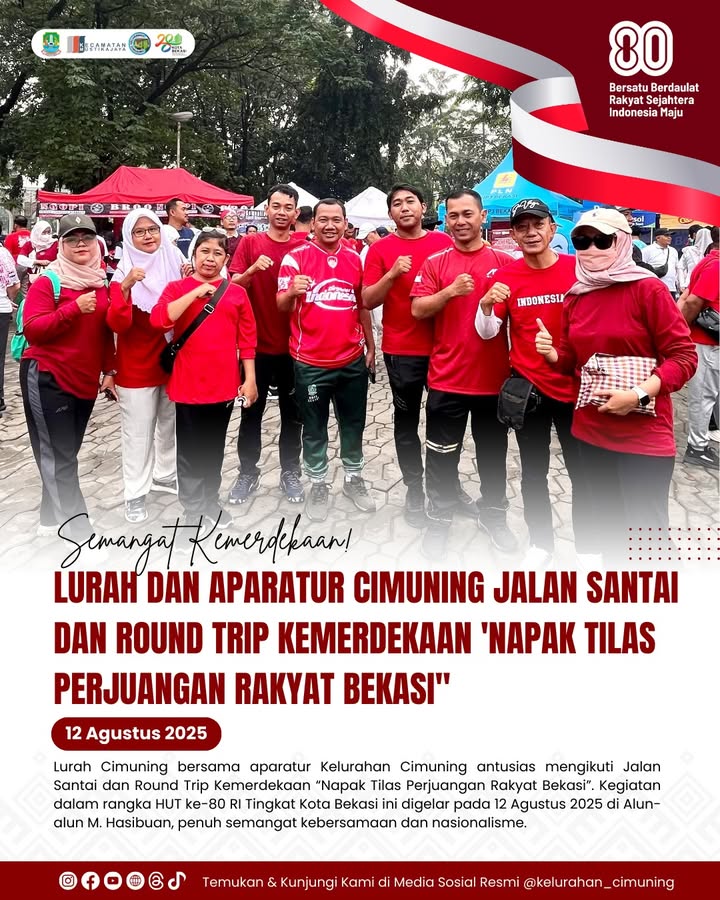 KECAMATAN
MUSTIKAJAYA
28
KOTA
BEKASI
80
Bersatu Berdaulat
Rakyat Sejahtera
Indonesia Maju
PLN
INDONESIA
Semangat Kemerdekaan!
LURAH DAN APARATUR CIMUNING JALAN SANTAI
DAN ROUND TRIP KEMERDEKAAN 'NAPAK TILAS
PERJUANGAN RAKYAT BEKASI"
12 Agustus 2025
Lurah Cimuning bersama aparatur Kelurahan Cimuning antusias mengikuti Jalan
Santai dan Round Trip Kemerdekaan “Napak Tilas Perjuangan Rakyat Bekasi”. Kegiatan
dalam rangka HUT ke-80 RI Tingkat Kota Bekasi ini digelar pada 12 Agustus 2025 di Alun-
alun M. Hasibuan, penuh semangat kebersamaan dan nasionalisme.
Temukan & Kunjungi Kami di Media Sosial Resmi @kelurahan_cimuning